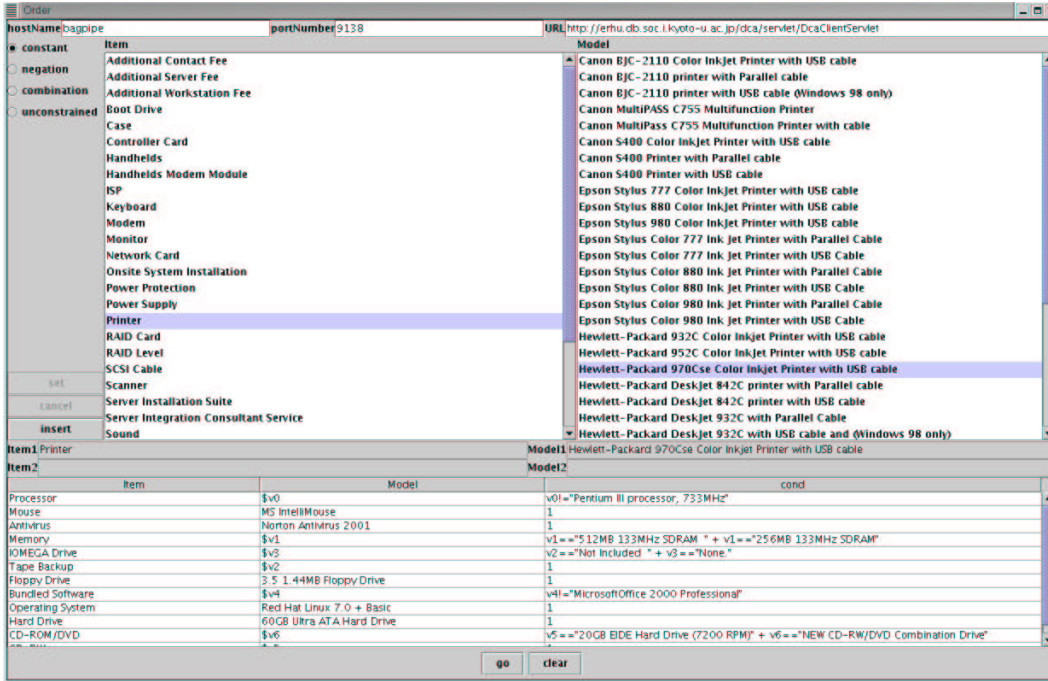 Order
hostName bagpipe portNumber 9138 URL http://erhu.db.soc.i.kyoto-u.ac.jp/dca/servlet/DcaClientServlet
constant
negation
combination
unconstrained
set
cancel
insert
Item
Additional Contact Fee
Additional Server Fee
Additional Workstation Fee
Boot Drive
Case
Controller Card
Handhelds
Handhelds Modem Module
ISP
Keyboard
Modem
Monitor
Network Card
Onsite System Installation
Power Protection
Power Supply
Printer
RAID Card
RAID Level
SCSI Cable
Scanner
Server Installation Suite
Server Integration Consultant Service
Sound
Model
Canon BJC-2110 Color InkJet Printer with USB cable
Canon BJC-2110 printer with Parallel cable
Canon BJC-2110 printer with USB cable (Windows 98 only)
Canon MultiPASS C755 Multifunction Printer
Canon MultiPass C755 Multifunction Printer with cable
Canon S400 Color InkJet Printer with USB cable
Canon S400 Printer with Parallel cable
Canon S400 Printer with USB cable
Epson Stylus 777 Color InkJet Printer with USB cable
Epson Stylus 880 Color InkJet Printer with USB cable
Epson Stylus 980 Color InkJet Printer with USB cable
Epson Stylus Color 777 Ink Jet Printer with Parallel Cable
Epson Stylus Color 777 Ink Jet Printer with USB Cable
Epson Stylus Color 880 Ink Jet Printer with Parallel Cable
Epson Stylus Color 880 Ink Jet Printer with USB Cable
Epson Stylus Color 980 Ink Jet Printer with Parallel Cable
Epson Stylus Color 980 Ink Jet Printer with USB Cable
Hewlett-Packard 932C Color Inkjet Printer with USB cable
Hewlett-Packard 952C Color InkJet Printer with USB cable
Hewlett-Packard 970Cse Color Inkjet Printer with USB cable
Hewlett-Packard DeskJet 842C printer with Parallel cable
Hewlett-Packard DeskJet 842C printer with USB cable
Hewlett-Packard DeskJet 932C with Parallel Cable
Hewlett-Packard DeskJet 932C with USB cable and (Windows 98 only)
Item1 Printer Model1 Hewlett-Packard 970Cse Color Inkjet Printer with USB cable
Item2 Model2
Item Model cond
Processor $v0 v0!="Pentium III processor, 733MHz"
Mouse MS IntelliMouse 1
Antivirus Norton Antivirus 2001 1
Memory $v1 v1=="512MB 133MHz SDRAM " + v1=="256MB 133MHz SDRAM"
IOMEGA Drive $v3 v2=="Not Included " + v3=="None."
Tape Backup $v2 1
Floppy Drive 3.5 1.44MB Floppy Drive 1
Bundled Software $v4 v4!="MicrosoftOffice 2000 Professional"
Operating System Red Hat Linux 7.0 + Basic 1
Hard Drive 60GB Ultra ATA Hard Drive 1
CD-ROM/DVD $v6 v5=="20GB EIDE Hard Drive (7200 RPM)" + v6=="NEW CD-RW/DVD Combination Drive"
go clear